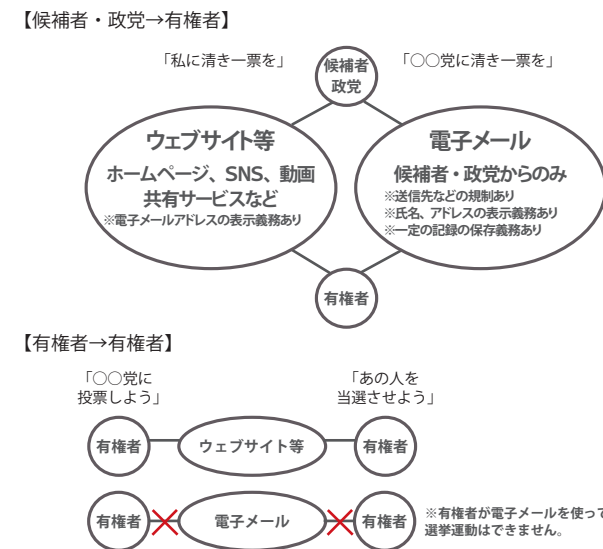 【候補者・政党→有権者】
「私に清き一票を」
候補者
政党
「○○党に清き一票を」
ウェブサイト等
ホームページ、SNS、動画
共有サービスなど
※電子メールアドレスの表示義務あり
電子メール
候補者・政党からのみ
※送信先などの規制あり
※氏名、アドレスの表示義務あり
※一定の記録の保存義務あり
有権者
【有権者→有権者】
「○○党に
投票しよう」
「あの人を
当選させよう」
有権者
ウェブサイト等
有権者
有権者
電子メール
有権者
※有権者が電子メールを使って
選挙運動はできません。